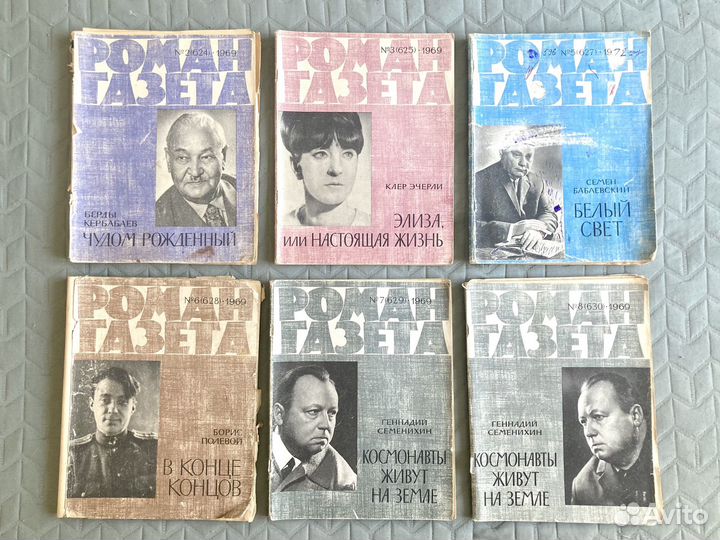 РОМАН
ГАЗЕТА
№2(624)·1969
БЕРДЫ
КЕРБАБАЕВ
ЧУДОМ РОЖДЕННЫЙ
РОМАН
ГАЗЕТА
№3(625)·1969
КЛЕР ЭЧЕРЛИ
ЭЛИЗА,
ИЛИ НАСТОЯЩАЯ ЖИЗНЬ
РОМАН
ГАЗЕТА
№5(627)·19
СЕМЕН
БАБАЕВСКИЙ
БЕЛЫЙ
СВЕТ
РОМАН
ГАЗЕТА
№6(628)·1969
БОРИС
ПОЛЕВОЙ
В КОНЦЕ
КОНЦОВ
РОМАН
ГАЗЕТА
№7(629)·1969
ГЕННАДИЙ
СЕМЕНИХИН
КОСМОНАВТЫ
ЖИВУТ
НА ЗЕМЛЕ
РОМАН
ГАЗЕТА
№8(630)·1969
ГЕННАДИЙ
СЕМЕНИХИН
КОСМОНАВТЫ
ЖИВУТ
НА ЗЕМЛЕ
Avito